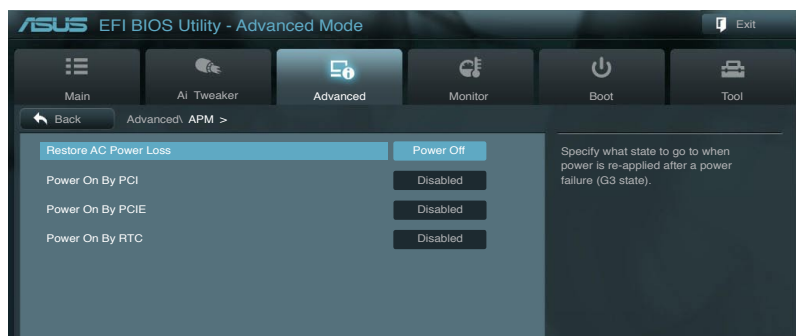 ASUS EFI BIOS Utility - Advanced Mode
Exit
Main
Ai Tweaker
Advanced
Monitor
Boot
Tool
Back
Advanced\ APM >
Restore AC Power Loss Power Off
Power On By PCI Disabled
Power On By PCIE Disabled
Power On By RTC Disabled
Specify what state to go to when
power is re-applied after a power
failure (G3 state).